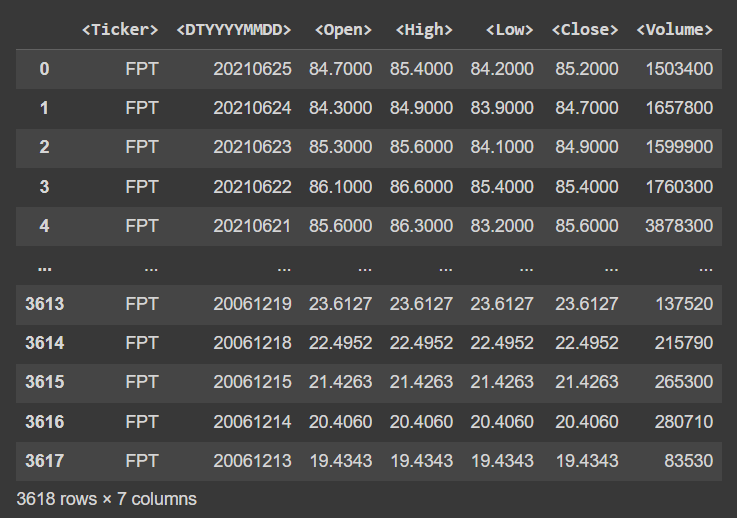 <Ticker> <DTYYYYMMDD> <Open> <High> <Low> <Close> <Volume>
0 FPT 20210625 84.7000 85.4000 84.2000 85.2000 1503400
1 FPT 20210624 84.3000 84.9000 83.9000 84.7000 1657800
2 FPT 20210623 85.3000 85.6000 84.1000 84.9000 1599900
3 FPT 20210622 86.1000 86.6000 85.4000 85.4000 1760300
4 FPT 20210621 85.6000 86.3000 83.2000 85.6000 3878300
... ... ... ... ... ... ... ...
3613 FPT 20061219 23.6127 23.6127 23.6127 23.6127 137520
3614 FPT 20061218 22.4952 22.4952 22.4952 22.4952 215790
3615 FPT 20061215 21.4263 21.4263 21.4263 21.4263 265300
3616 FPT 20061214 20.4060 20.4060 20.4060 20.4060 280710
3617 FPT 20061213 19.4343 19.4343 19.4343 19.4343 83530
3618 rows × 7 columns